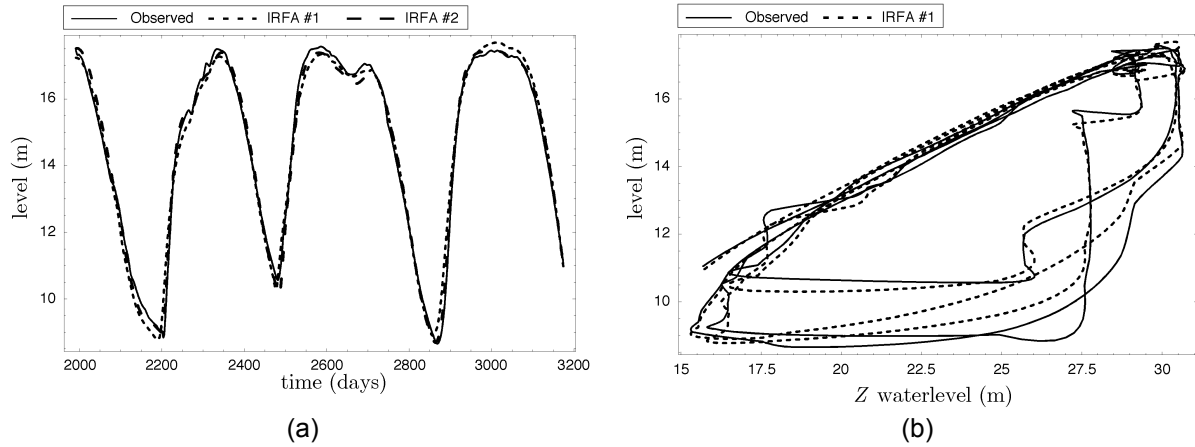 Observed IRFA #1 IRFA #2
level (m)
16
14
12
10
2000 2200 2400 2600 2800 3000 3200
time (days)
(a)
Observed IRFA #1
level (m)
16
14
12
10
15 17.5 20 22.5 25 27.5 30
Z waterlevel (m)
(b)